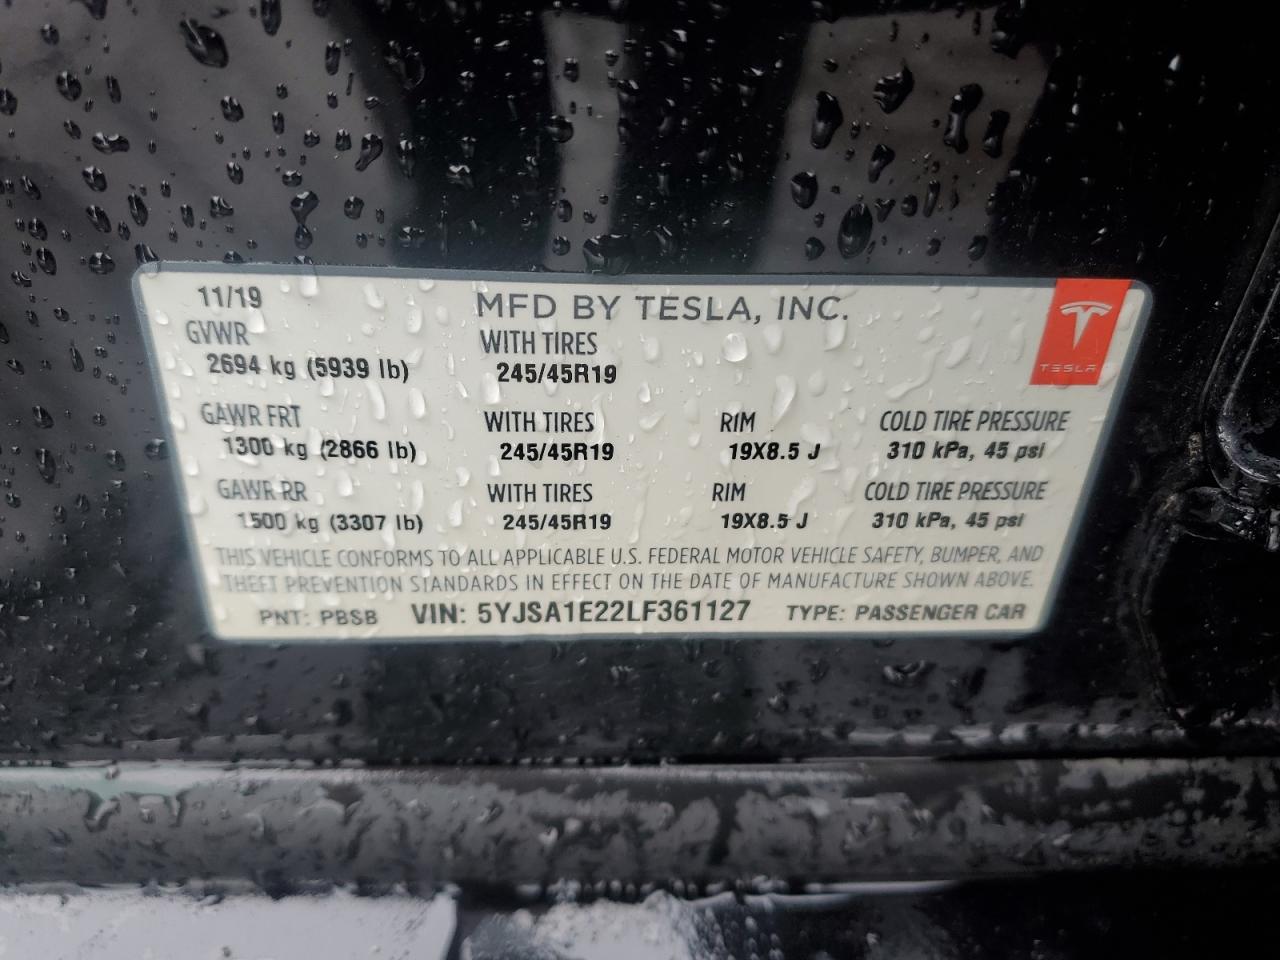 11/19 MFD BY TESLA, INC.
GVWR WITH TIRES
2694 kg (5939 lb) 245/45R19
TESLA
GAWR FRT WITH TIRES RIM COLD TIRE PRESSURE
1300 kg (2866 lb) 245/45R19 19X8.5 J 310 kPa, 45 psi
GAWR RR WITH TIRES RIM COLD TIRE PRESSURE
1500 kg (3307 lb) 245/45R19 19X8.5 J 310 kPa, 45 psi
THIS VEHICLE CONFORMS TO ALL APPLICABLE U.S. FEDERAL MOTOR VEHICLE SAFETY, BUMPER, AND
THEFT PREVENTION STANDARDS IN EFFECT ON THE DATE OF MANUFACTURE SHOWN ABOVE.
PNT: PBSB VIN: 5YJSA1E22LF361127 TYPE: PASSENGER CAR